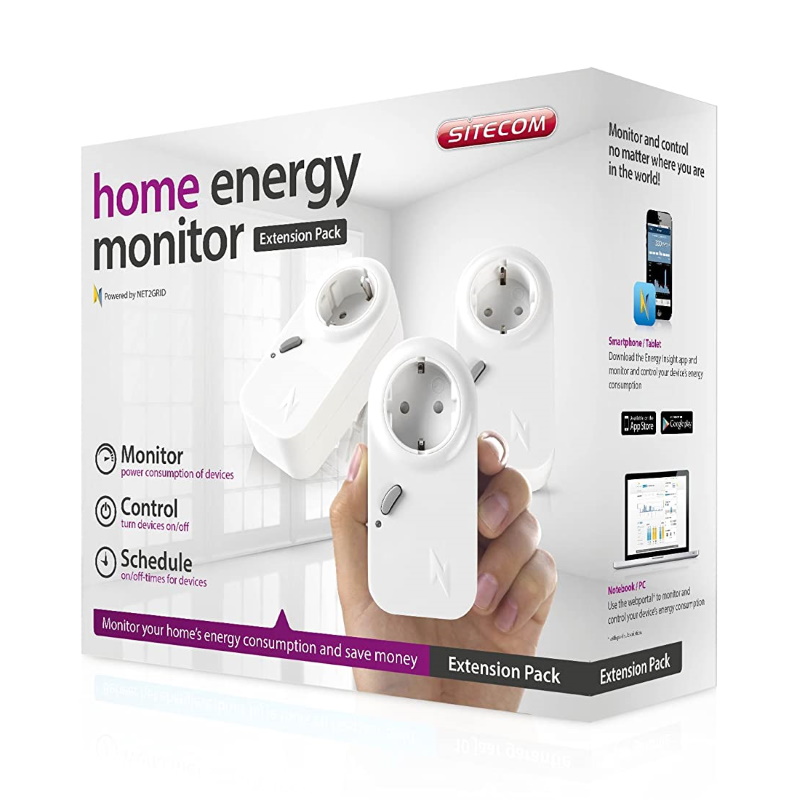 SITECOM
home energy
monitor Extension Pack
Powered by NET2GRID
Monitor
power consumption of devices
Control
turn devices on/off
Schedule
on/off-times for devices
Monitor your home's energy consumption and save money
Extension Pack
Monitor and control
no matter where you are
in the world!
Smartphone / Tablet
Download the Energy Insight app and
monitor and control your device's energy
consumption
Available on the
App Store
Google play
Notebook / PC
Use the webportal* to monitor and
control your device's energy consumption
Extension Pack